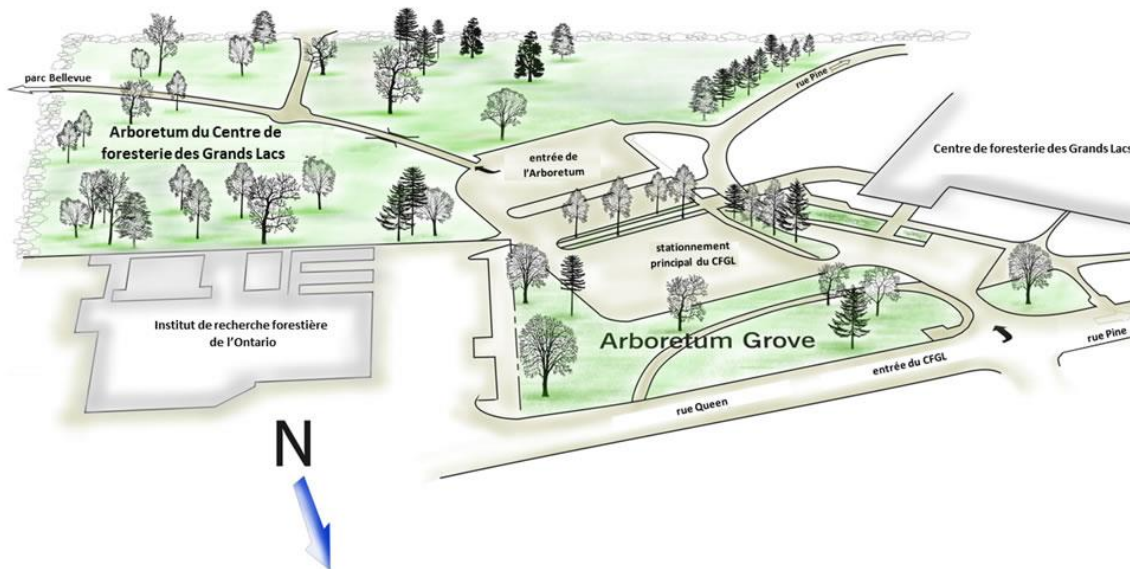 parc Bellevue
rue Pine
Arboretum du Centre de
foresterie des Grands Lacs
entrée de
l'Arboretum
Centre de foresterie des Grands Lacs
stationnement
principal du CFGL
Institut de recherche forestière
de l'Ontario
Arboretum Grove
rue Pine
entrée du CFGL
rue Queen
N